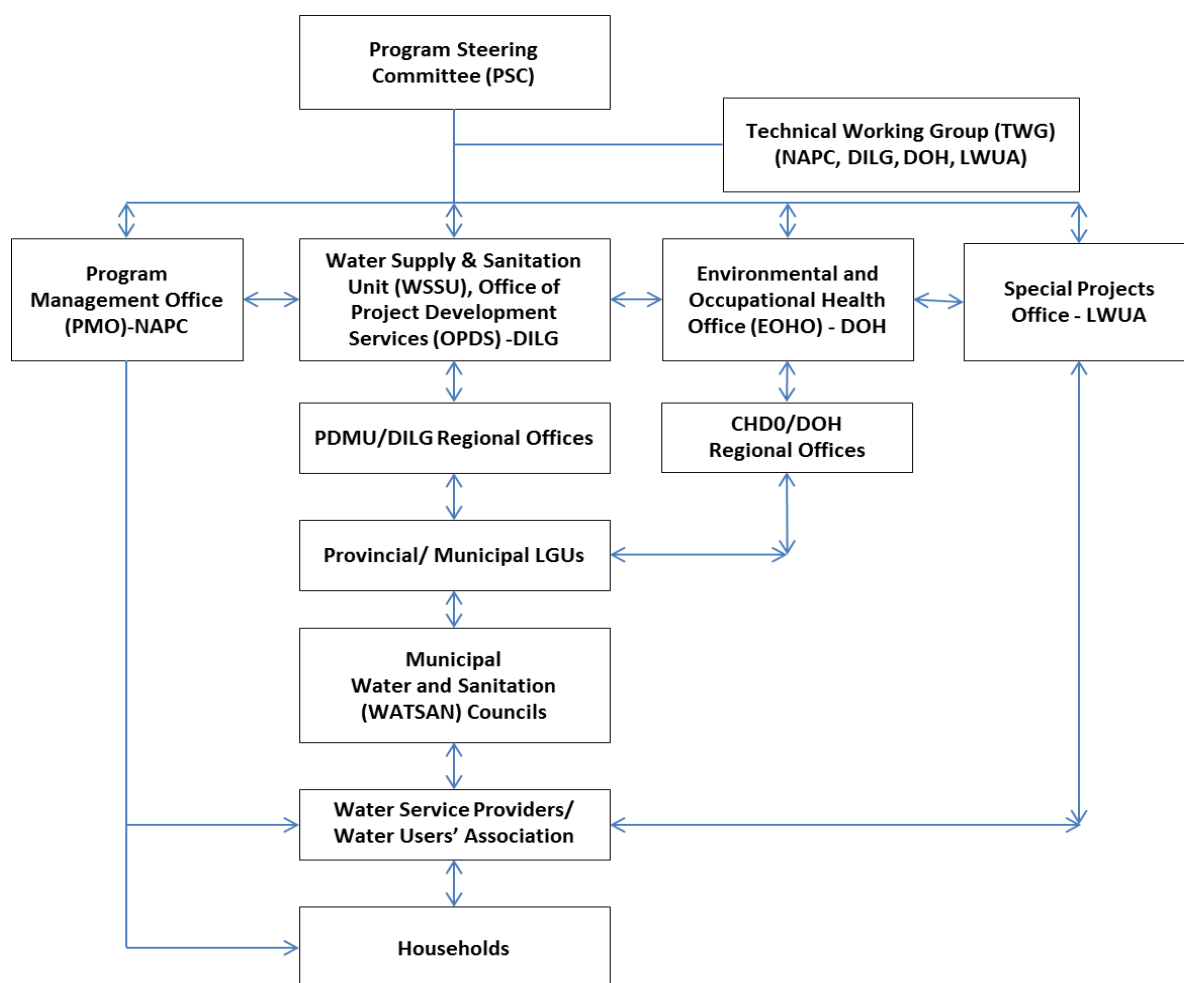 Program Steering
Committee (PSC)
Technical Working Group (TWG)
(NAPC, DILG, DOH, LWUA)
Program
Management Office
(PMO)-NAPC
Water Supply & Sanitation
Unit (WSSU), Office of
Project Development
Services (OPDS) -DILG
Environmental and
Occupational Health
Office (EOHO) - DOH
Special Projects
Office - LWUA
PDMU/DILG Regional Offices
CHD0/DOH
Regional Offices
Provincial/ Municipal LGUs
Municipal
Water and Sanitation
(WATSAN) Councils
Water Service Providers/
Water Users’ Association
Households